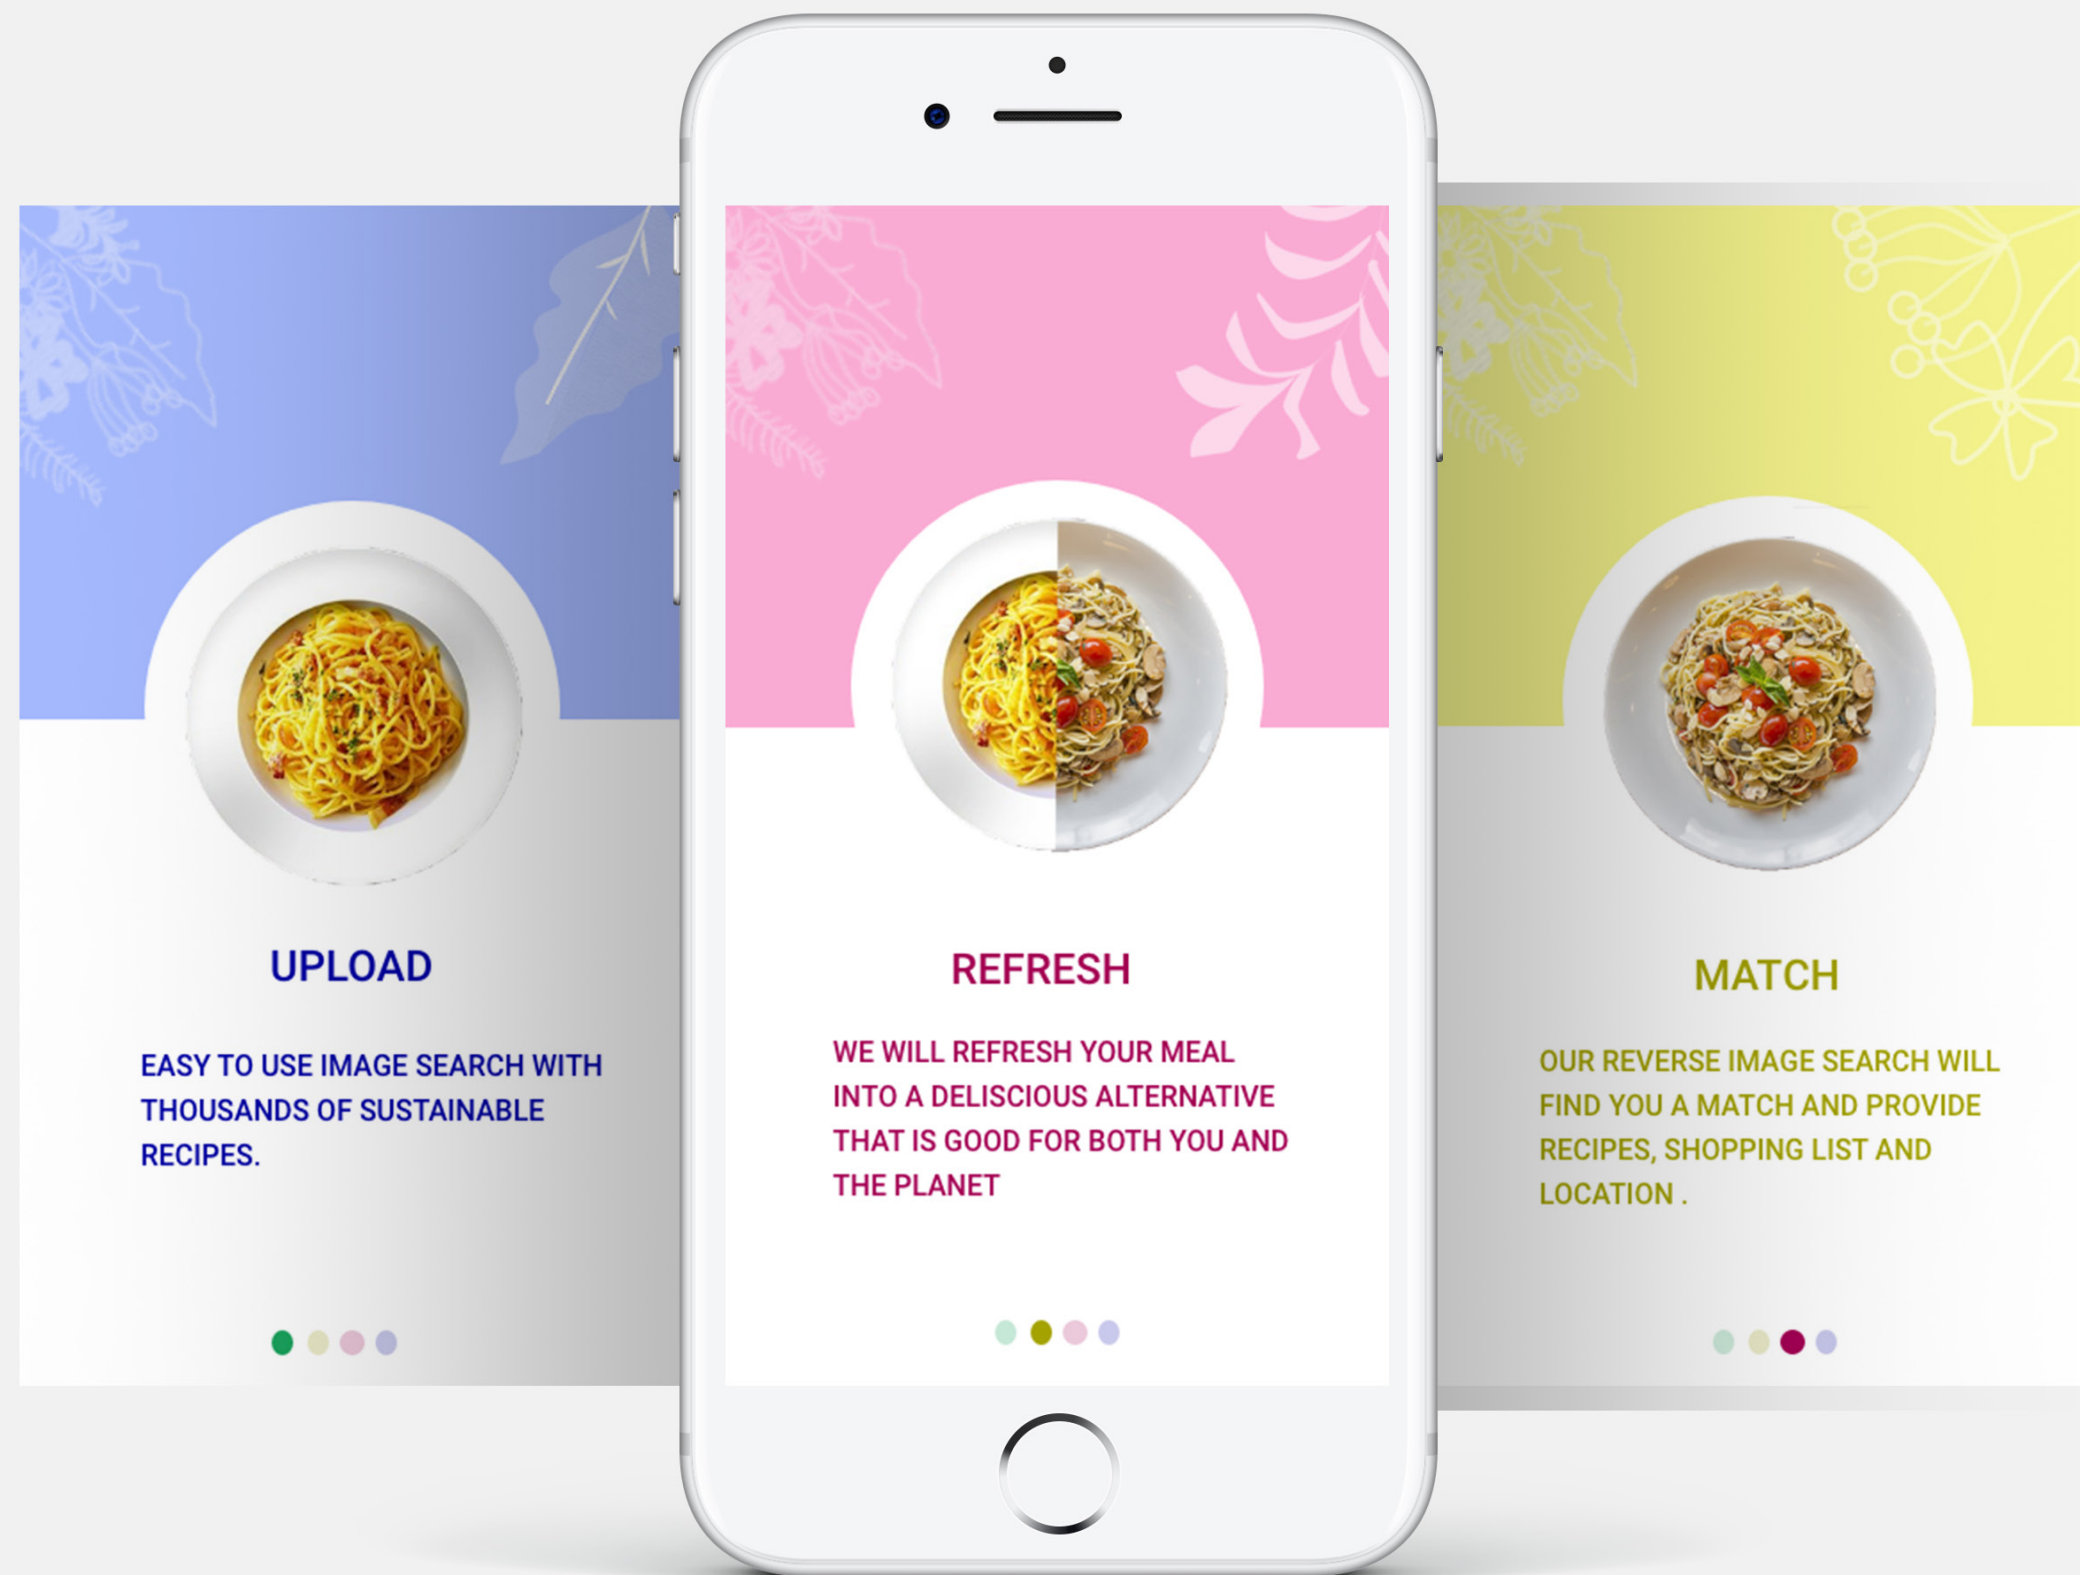 UPLOAD
EASY TO USE IMAGE SEARCH WITH
THOUSANDS OF SUSTAINABLE
RECIPES.
REFRESH
WE WILL REFRESH YOUR MEAL
INTO A DELISCIOUS ALTERNATIVE
THAT IS GOOD FOR BOTH YOU AND
THE PLANET
MATCH
OUR REVERSE IMAGE SEARCH WILL
FIND YOU A MATCH AND PROVIDE
RECIPES, SHOPPING LIST AND
LOCATION .